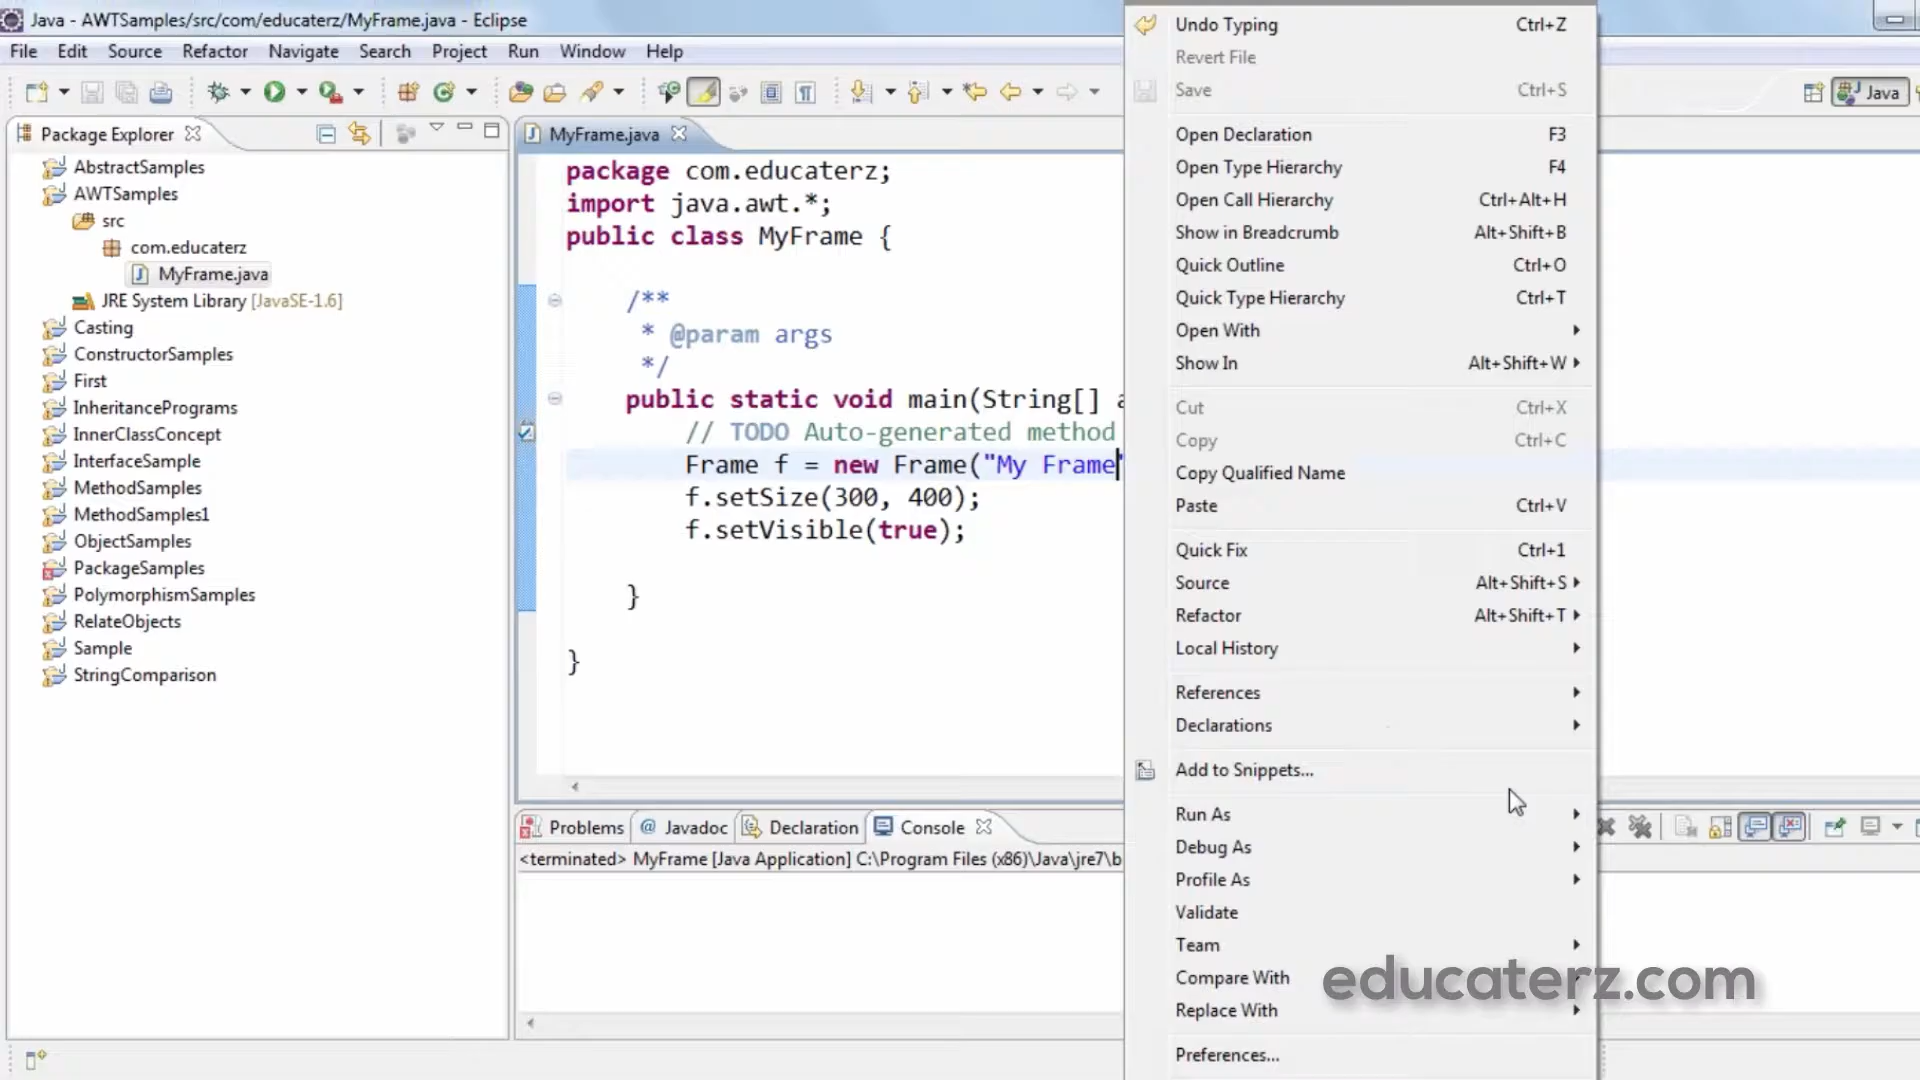 Java - AWTSamples/src/com/educaterz/MyFrame.java - Eclipse
File Edit Source Refactor Navigate Search Project Run Window Help
Java
Package Explorer
AbstractSamples
AWTSamples
src
com.educaterz
MyFrame.java
JRE System Library [JavaSE-1.6]
Casting
ConstructorSamples
First
InheritancePrograms
InnerClassConcept
InterfaceSample
MethodSamples
MethodSamples1
ObjectSamples
PackageSamples
PolymorphismSamples
RelateObjects
Sample
StringComparison
MyFrame.java
package com.educaterz;
import java.awt.*;
public class MyFrame {
/**
* @param args
*/
public static void main(String[] a
// TODO Auto-generated method
Frame f = new Frame("My Frame"
f.setSize(300, 400);
f.setVisible(true);
}
}
Problems @ Javadoc Declaration Console
<terminated> MyFrame [Java Application] C:\Program Files (x86)\Java\jre7\b
Undo Typing Ctrl+Z
Revert File
Save Ctrl+S
Open Declaration F3
Open Type Hierarchy F4
Open Call Hierarchy Ctrl+Alt+H
Show in Breadcrumb Alt+Shift+B
Quick Outline Ctrl+O
Quick Type Hierarchy Ctrl+T
Open With
Show In Alt+Shift+W
Cut Ctrl+X
Copy Ctrl+C
Copy Qualified Name
Paste Ctrl+V
Quick Fix Ctrl+1
Source Alt+Shift+S
Refactor Alt+Shift+T
Local History
References
Declarations
Add to Snippets...
Run As
Debug As
Profile As
Validate
Team
Compare With
Replace With
Preferences...
educaterz.com